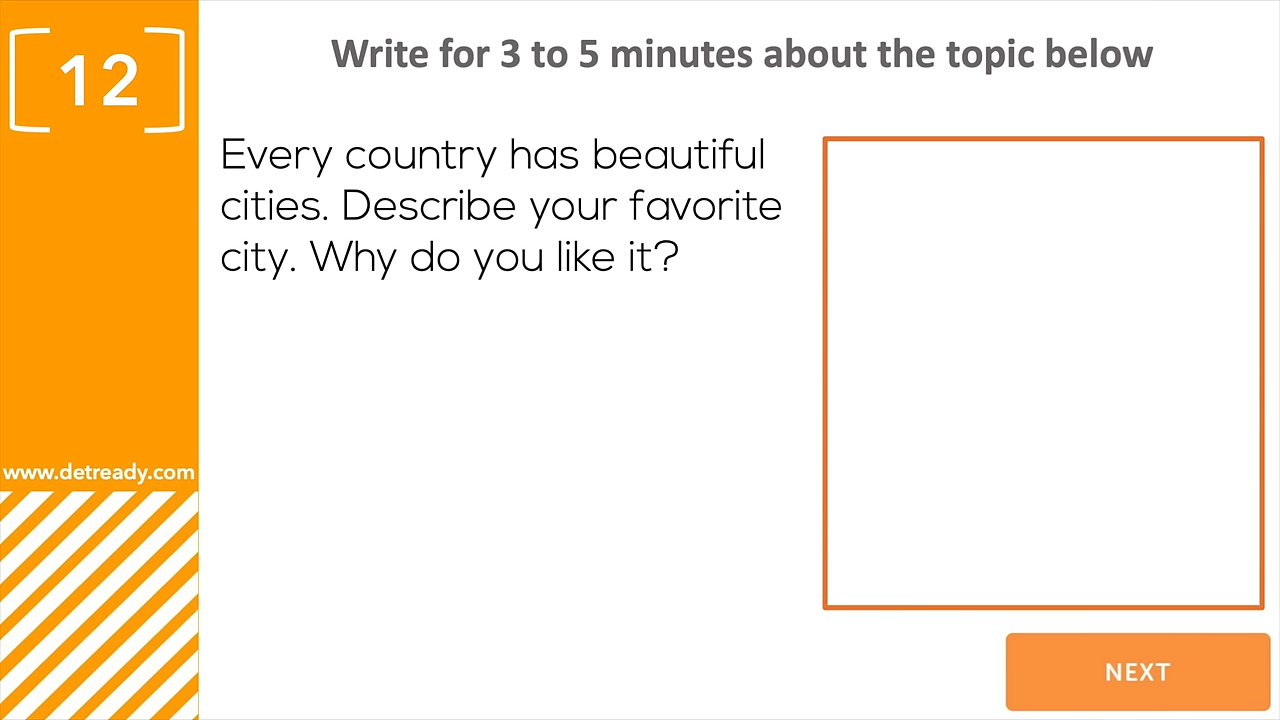 12
Write for 3 to 5 minutes about the topic below
Every country has beautiful
cities. Describe your favorite
city. Why do you like it?
www.detready.com
NEXT